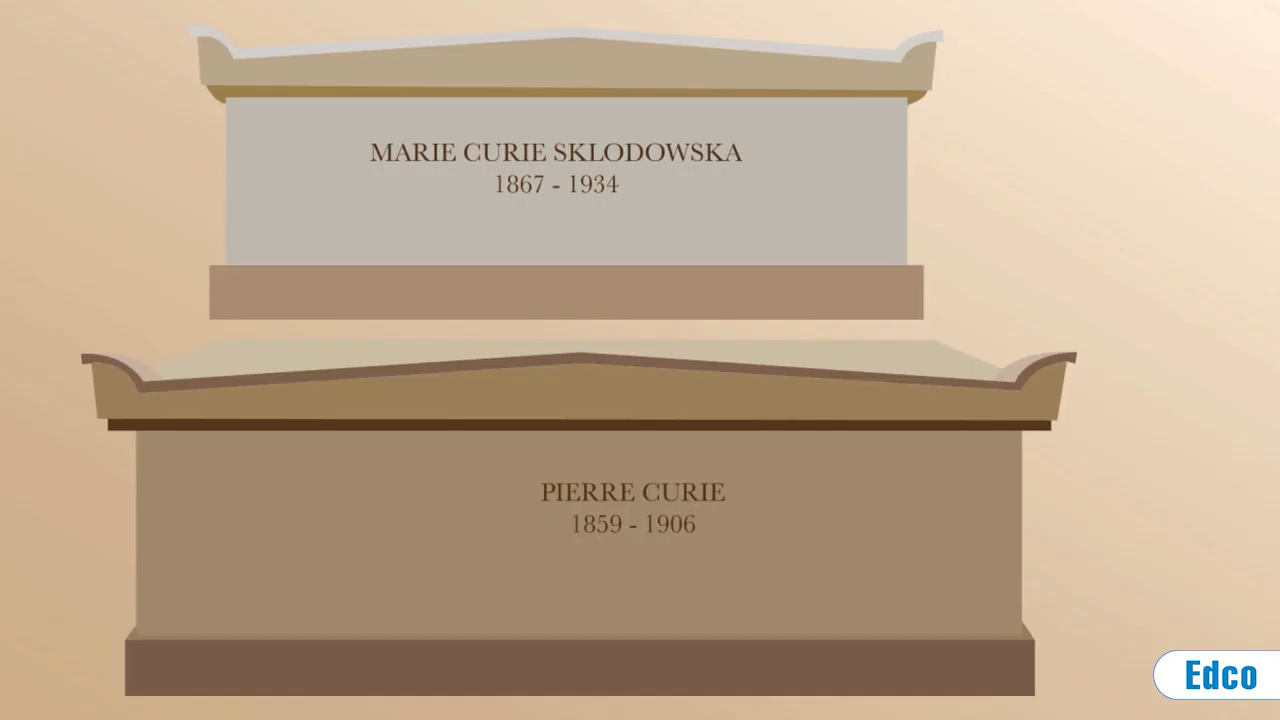 MARIE CURIE SKLODOWSKA
1867 - 1934
PIERRE CURIE
1859 - 1906
Edco